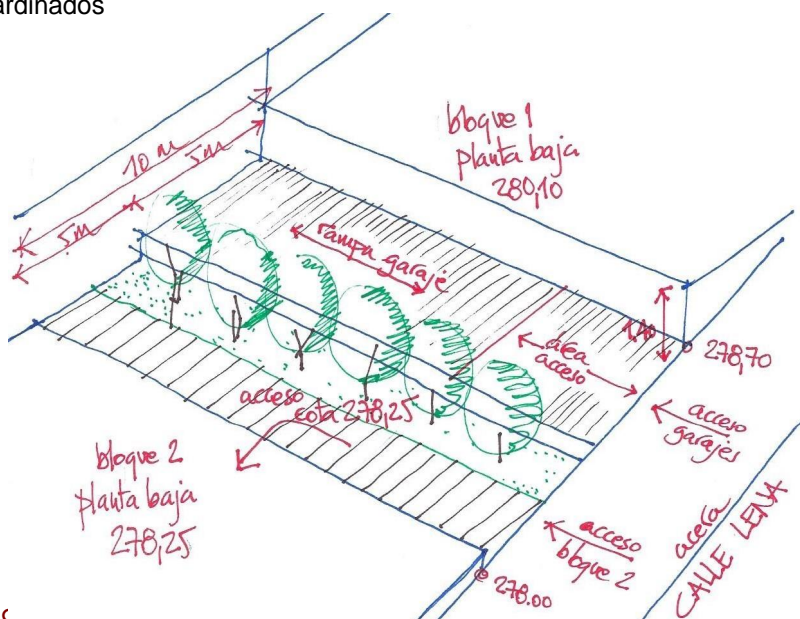 ardinados
bloque 1
planta baja
280,10
10 m
5m
5m
rampa garaje
1,40
278,70
área
acceso
acceso
garajes
acceso
cota 278,25
bloque 2
planta baja
278,25
acceso
bloque 2
acera
CALLE LENA
278.00